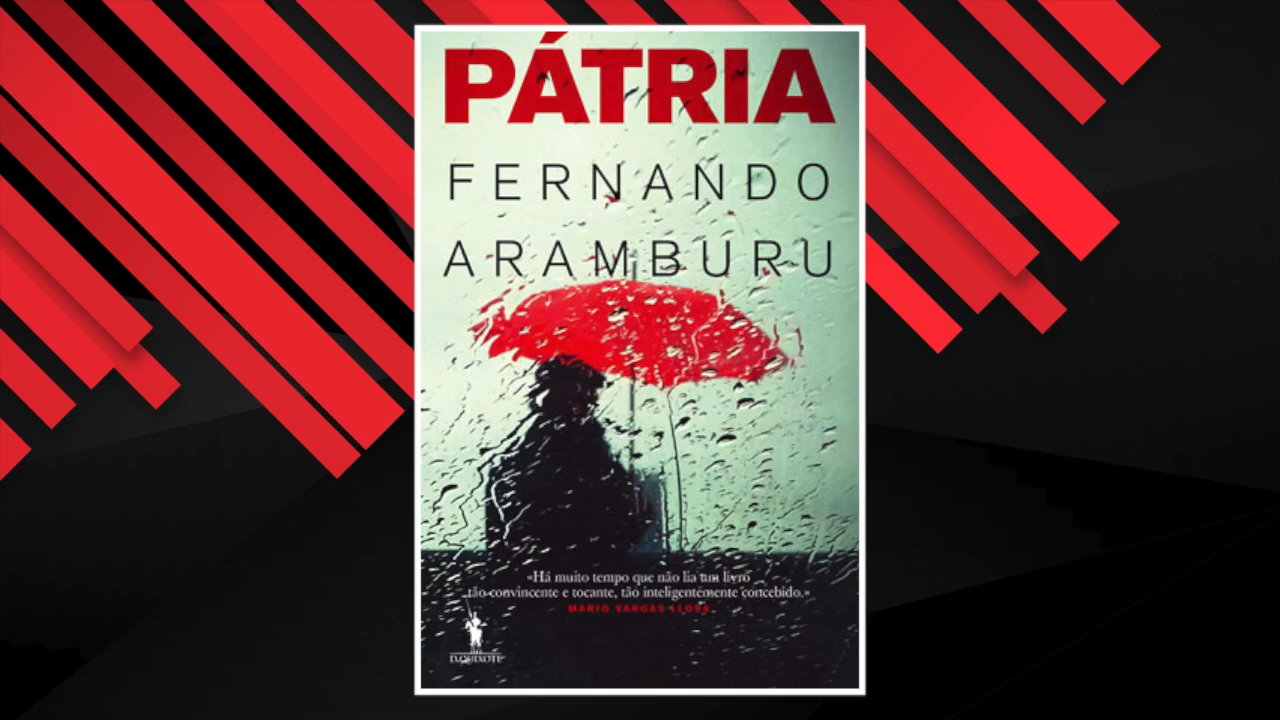 PÁTRIA
FERNANDO
ARAMBURU
«Há muito tempo que não lia um livro
tão convincente e tocante, tão inteligentemente concebido.»
MARIO VARGAS LLOSA
D.QUIXOTE